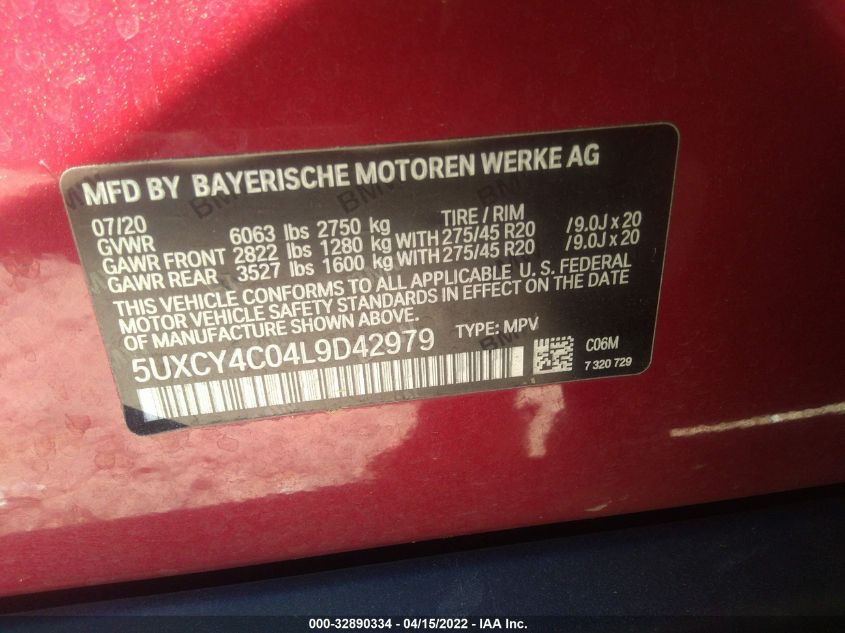 MFD BY BAYERISCHE MOTOREN WERKE AG
07/20 TIRE / RIM
GVWR 6063 lbs 2750 kg
GAWR FRONT 2822 lbs 1280 kg WITH 275/45 R20 /9.0J x 20
GAWR REAR 3527 lbs 1600 kg WITH 275/45 R20 /9.0J x 20
THIS VEHICLE CONFORMS TO ALL APPLICABLE U. S. FEDERAL
MOTOR VEHICLE SAFETY STANDARDS IN EFFECT ON THE DATE
OF MANUFACTURE SHOWN ABOVE.
5UXCY4C04L9D42979 TYPE: MPV
C06M
7 320 729
000-32890334 - 04/15/2022 - IAA Inc.